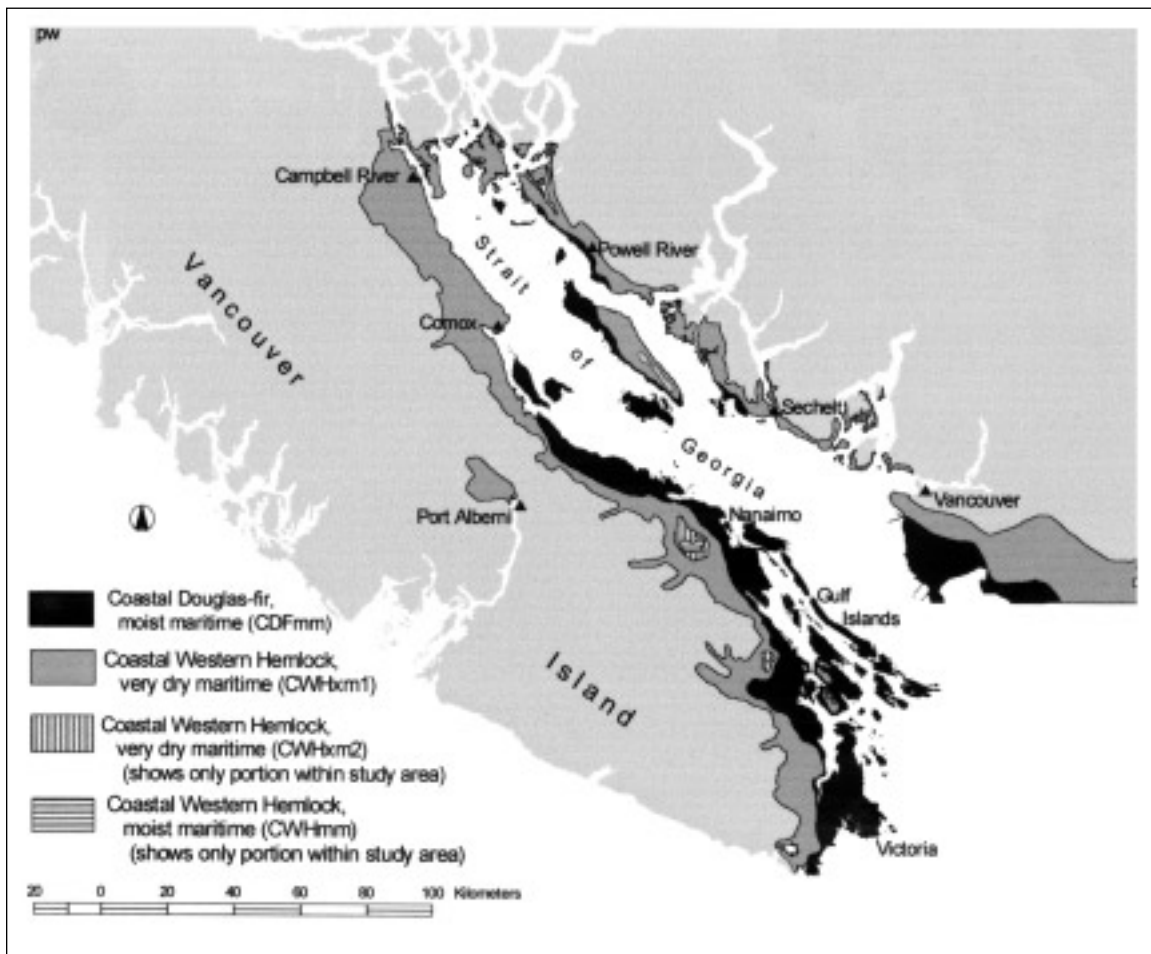 pw
Campbell River
Powell River
Strait
of
Georgia
Vancouver
Island
Comox
Sechelt
Port Alberni
Nanaimo
Vancouver
Gulf
Islands
Victoria
Coastal Douglas-fir,
moist maritime (CDFmm)
Coastal Western Hemlock,
very dry maritime (CWHxm1)
Coastal Western Hemlock,
very dry maritime (CWHxm2)
(shows only portion within study area)
Coastal Western Hemlock,
moist maritime (CWHmm)
(shows only portion within study area)
20 0 20 40 60 80 100 Kilometers